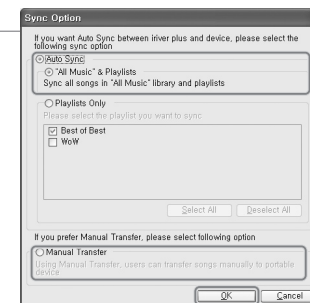 Sync Option
If you want Auto Sync between iriver plus and device, please select the
following sync option
Auto Sync
"All Music" & Playlists
Sync all songs in "All Music" library and playlists
Playlists Only
Please select the playlist you want to sync
Best of Best
WoW
Select All Deselect All
If you prefer Manual Transfer, please select following option
Manual Transfer
Using Manual Transfer, users can transfer songs manually to portable
device
OK Cancel